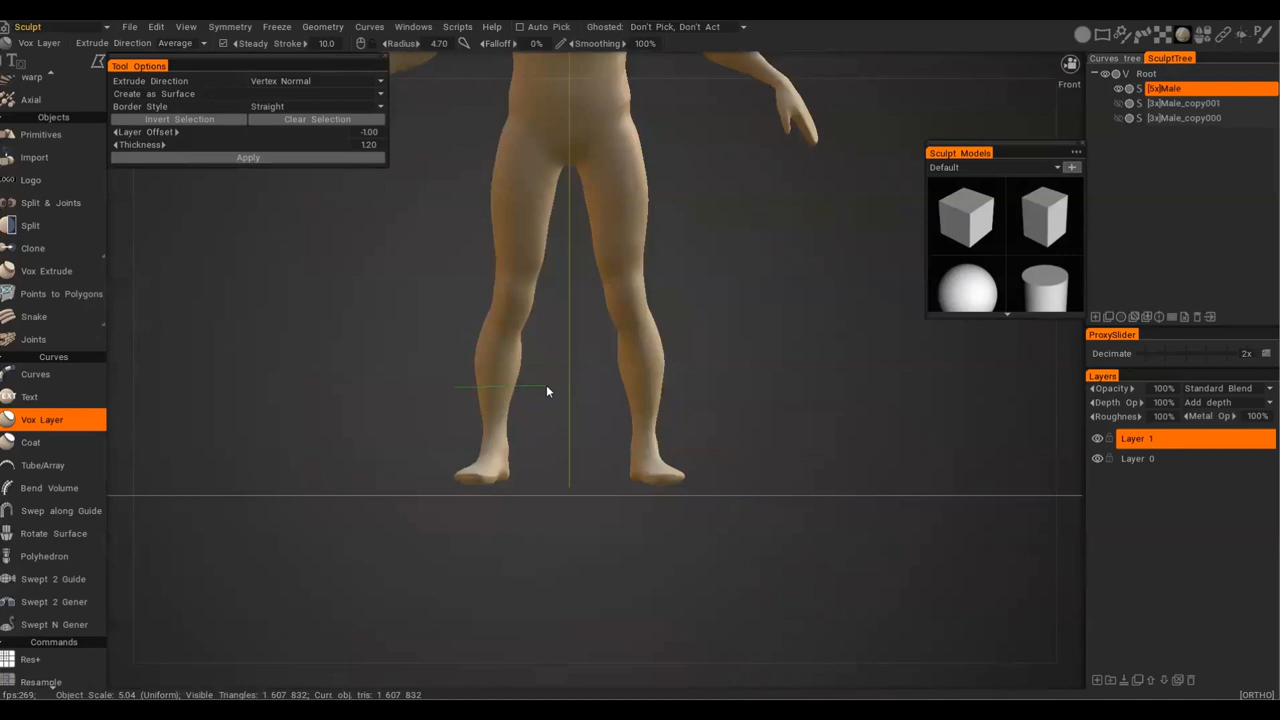 Sculpt File Edit View Symmetry Freeze Geometry Curves Windows Scripts Help Auto Pick Ghosted: Don't Pick, Don't Act
Vox Layer Extrude Direction Average Steady Stroke 10.0 Radius 4.70 Falloff 0% Smoothing 100%
Tool Options
Extrude Direction Vertex Normal
Create as Surface
Border Style Straight
Invert Selection Clear Selection
Layer Offset -1.00
Thickness 1.20
Apply
Warp
Axial
Objects
Primitives
Import
LOGO Logo
Split & Joints
Split
Clone
Vox Extrude
Points to Polygons
Snake
Joints
Curves
Curves
TEXT Text
Vox Layer
Coat
Tube/Array
Bend Volume
Swep along Guide
Rotate Surface
Polyhedron
Swept 2 Guide
Swept 2 Gener
Swept N Gener
Commands
Res+
Resample
Front
Sculpt Models
Default
Curves tree SculptTree
V Root
S [5x]Male
S [3x]Male_copy001
S [3x]Male_copy000
ProxySlider
Decimate 2x
Layers
Opacity 100% Standard Blend
Depth Op 100% Add depth
Roughnes 100% Metal Op 100%
Layer 1
Layer 0
fps:269; Object Scale: 5.04 (Uniform); Visible Triangles: 1 607 832; Curr. obj. tris: 1 607 832 [ORTHO]